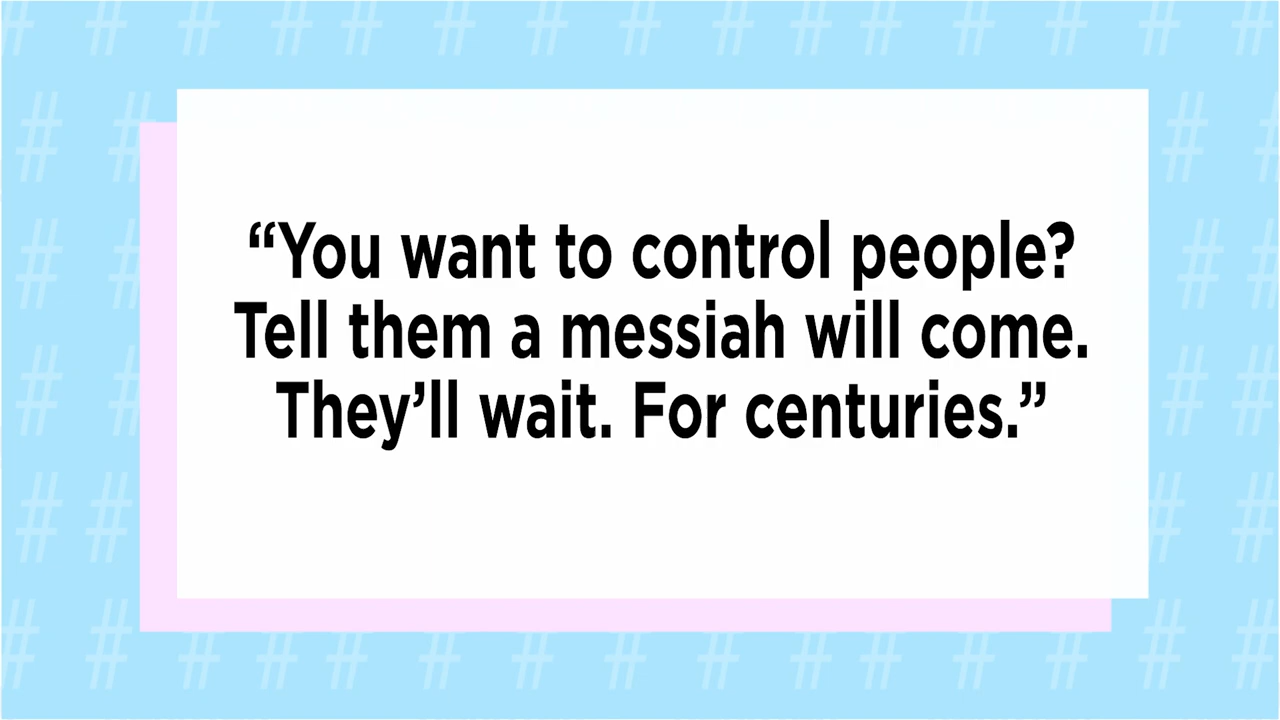 “You want to control people?
Tell them a messiah will come.
They’ll wait. For centuries.”